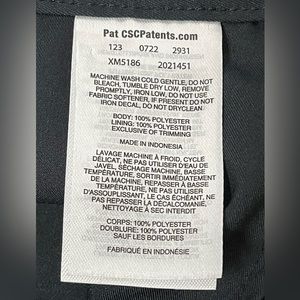 Pat CSCPatents.com
123 0722 2931
XM5186 2021451
MACHINE WASH COLD GENTLE, DO NOT
BLEACH, TUMBLE DRY LOW, REMOVE
PROMPTLY, IRON LOW, DO NOT USE
FABRIC SOFTENER, IF PRESENT DO NOT
IRON DECAL, DO NOT DRYCLEAN
BODY: 100% POLYESTER
LINING: 100% POLYESTER
EXCLUSIVE OF TRIMMING
MADE IN INDONESIA
LAVAGE MACHINE À FROID, CYCLE
DÉLICAT, NE PAS UTILISER D'EAU DE
JAVEL, SÉCHAGE MACHINE, BASSE
TEMPÉRATURE, SORTIR IMMÉDIATEMENT
DE LA MACHINE, REPASSER À BASSE
TEMPÉRATURE, NE PAS UTILISER
D'ASSOUPLISSANT, LE CAS ÉCHÉANT, NE
PAS REPASSER LA DÉCALCOMANIE,
NETTOYAGE À SEC INTERDIT
CORPS: 100% POLYESTER
DOUBLURE: 100% POLYESTER
SAUF LES BORDURES
FABRIQUÉ EN INDONÉSIE